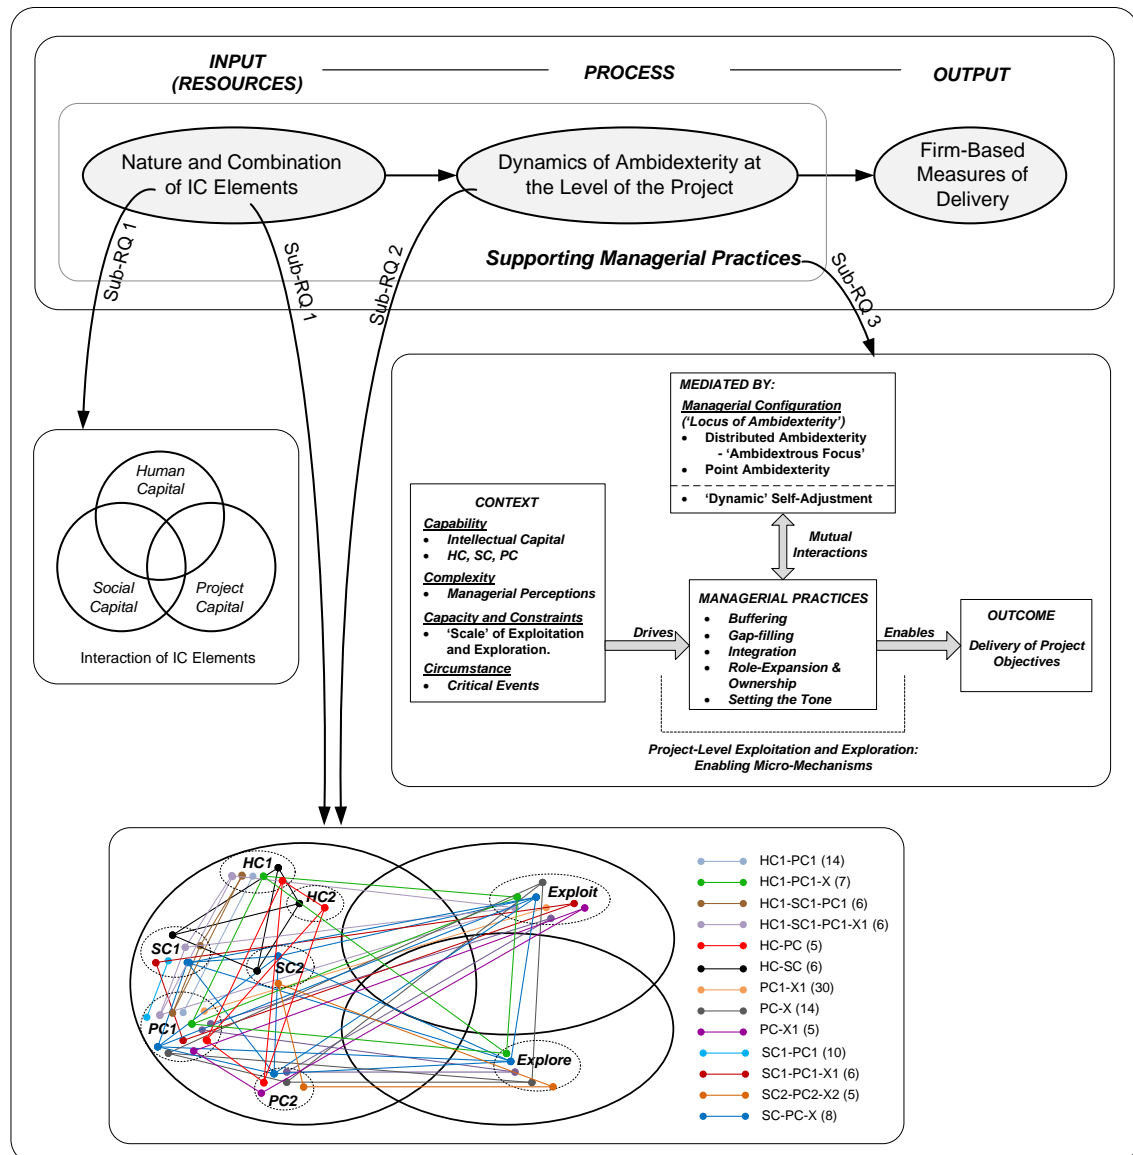 INPUT
(RESOURCES)
PROCESS
OUTPUT
Nature and Combination
of IC Elements
Dynamics of Ambidexterity at
the Level of the Project
Firm-Based
Measures of
Delivery
Supporting Managerial Practices
Sub-RQ 1
Sub-RQ 1
Sub-RQ 2
Sub-RQ 3
Human
Capital
Social
Capital
Project
Capital
Interaction of IC Elements
MEDIATED BY:
Managerial Configuration
('Locus of Ambidexterity')
• Distributed Ambidexterity
- 'Ambidextrous Focus'
• Point Ambidexterity
• 'Dynamic' Self-Adjustment
Mutual
Interactions
CONTEXT
Capability
• Intellectual Capital
• HC, SC, PC
Complexity
• Managerial Perceptions
Capacity and Constraints
• 'Scale' of Exploitation
and Exploration.
Circumstance
• Critical Events
Drives
MANAGERIAL PRACTICES
• Buffering
• Gap-filling
• Integration
• Role-Expansion &
Ownership
• Setting the Tone
Enables
OUTCOME
Delivery of Project
Objectives
Project-Level Exploitation and Exploration:
Enabling Micro-Mechanisms
HC1
HC2
SC1
SC2
PC1
PC2
Exploit
Explore
HC1-PC1 (14)
HC1-PC1-X (7)
HC1-SC1-PC1 (6)
HC1-SC1-PC1-X1 (6)
HC-PC (5)
HC-SC (6)
PC1-X1 (30)
PC-X (14)
PC-X1 (5)
SC1-PC1 (10)
SC1-PC1-X1 (6)
SC2-PC2-X2 (5)
SC-PC-X (8)